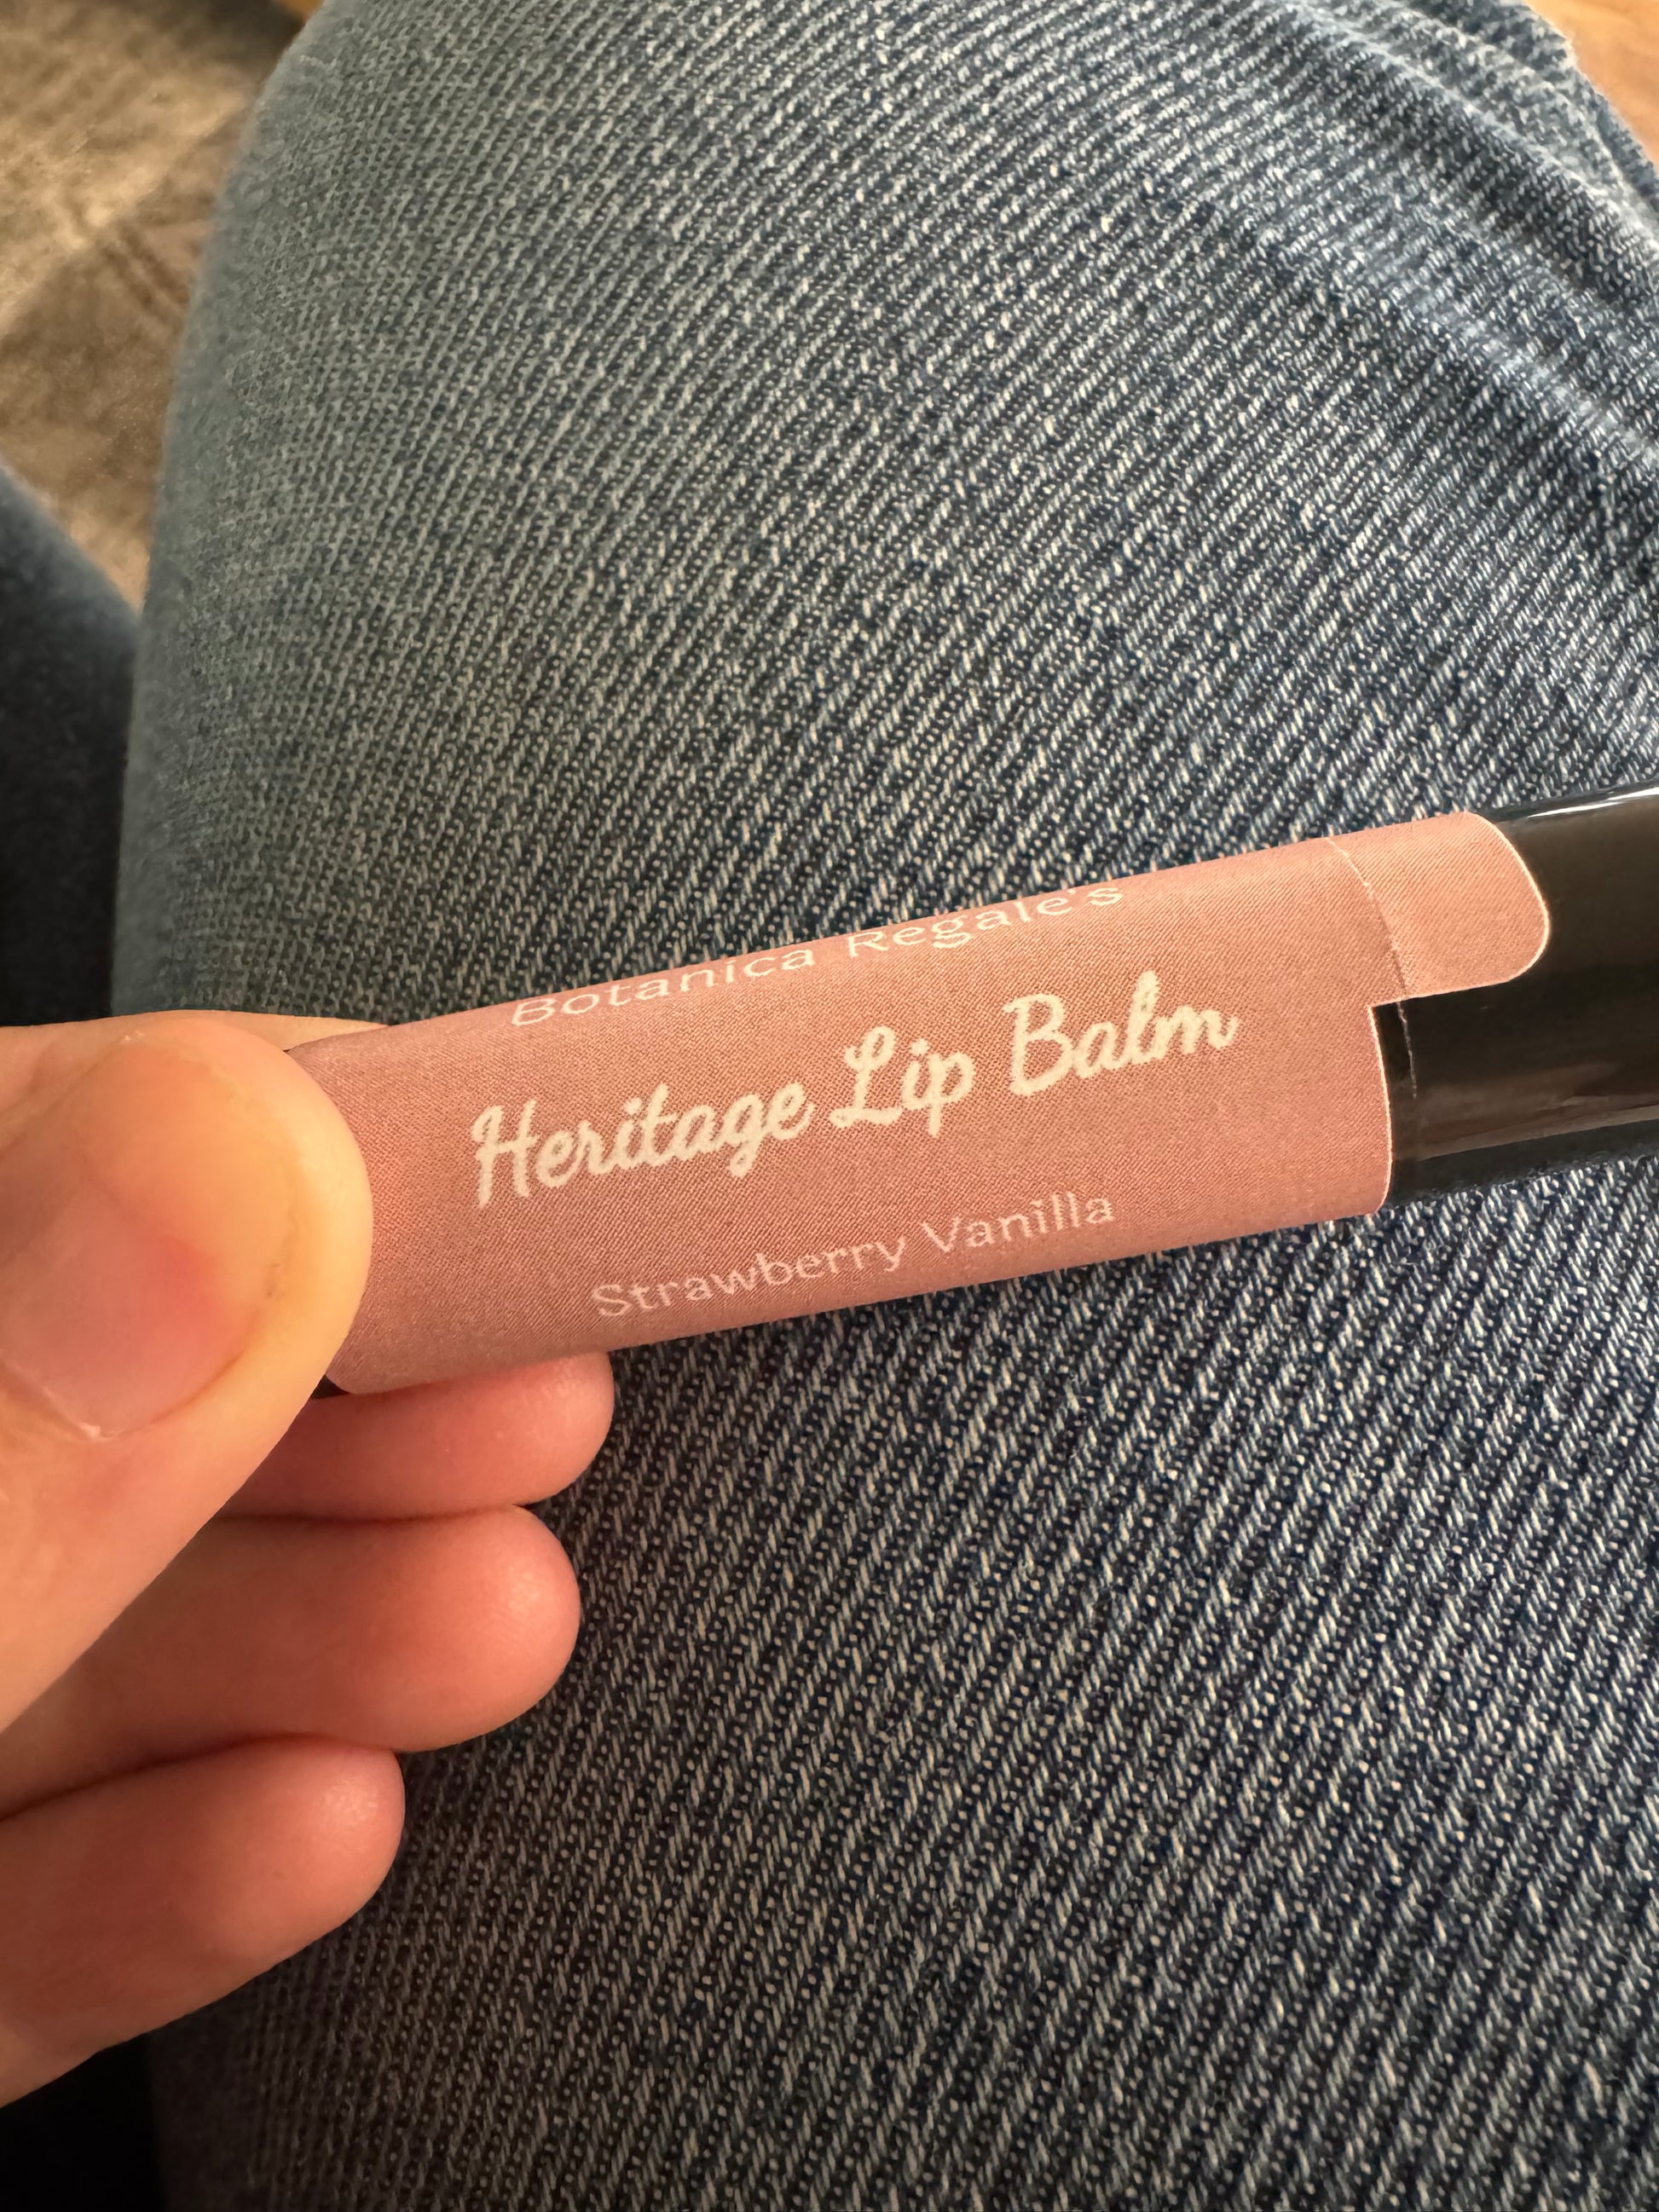 Botanica Regale's
Heritage Lip Balm
Strawberry Vanilla